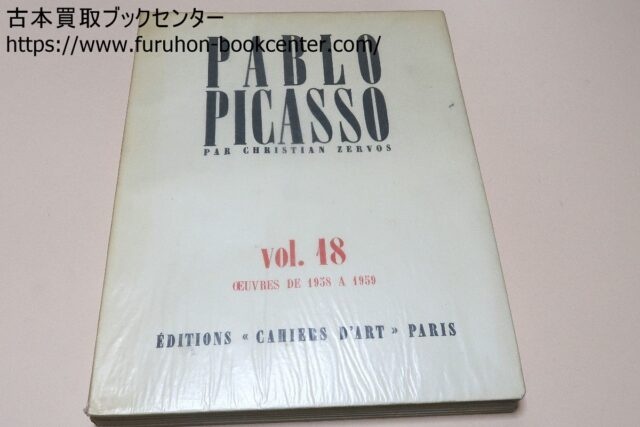 古本買取ブックセンター
https://www.furuhon-bookcenter.com/
PABLO
PICASSO
PAR CHRISTIAN ZERVOS
vol. 18
ŒUVRES DE 1958 A 1959
ÉDITIONS « CAHIERS D'ART » PARIS